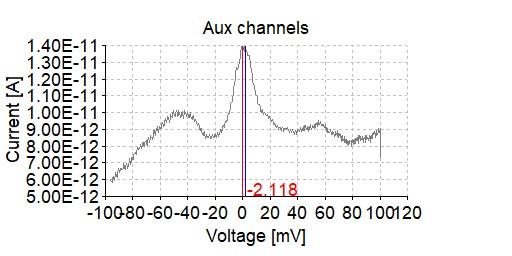 Aux channels
Current [A]
1.40E-11
1.30E-11
1.20E-11
1.10E-11
1.00E-11
9.00E-12
8.00E-12
7.00E-12
6.00E-12
5.00E-12
-2.118
-100 -80 -60 -40 -20 0 20 40 60 80 100 120
Voltage [mV]